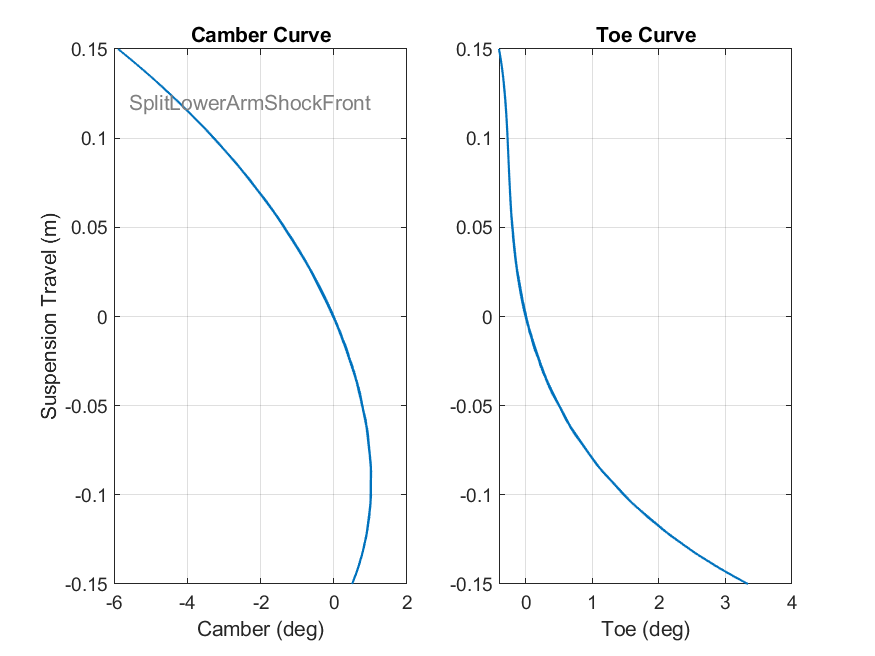 Camber Curve
SplitLowerArmShockFront
Suspension Travel (m)
0.15
0.1
0.05
0
-0.05
-0.1
-0.15
-6 -4 -2 0 2
Camber (deg)
Toe Curve
0.15
0.1
0.05
0
-0.05
-0.1
-0.15
0 1 2 3 4
Toe (deg)